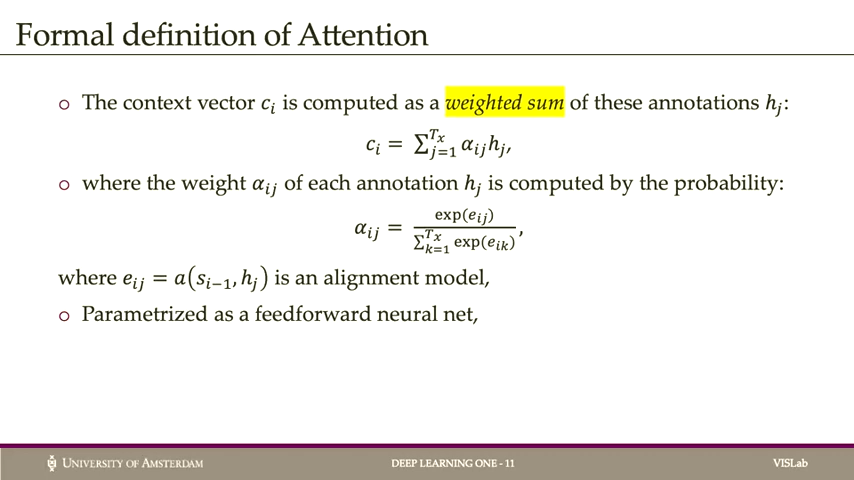 Formal definition of Attention
○ The context vector cᵢ is computed as a weighted sum of these annotations hⱼ:
cᵢ = ∑_{j=1}^{Tₓ} αᵢⱼhⱼ,
○ where the weight αᵢⱼ of each annotation hⱼ is computed by the probability:
αᵢⱼ = exp(eᵢⱼ) / ∑_{k=1}^{Tₓ} exp(eᵢₖ),
where eᵢⱼ = a(sᵢ₋₁, hⱼ) is an alignment model,
○ Parametrized as a feedforward neural net,
UNIVERSITY OF AMSTERDAM DEEP LEARNING ONE - 11 VISLab